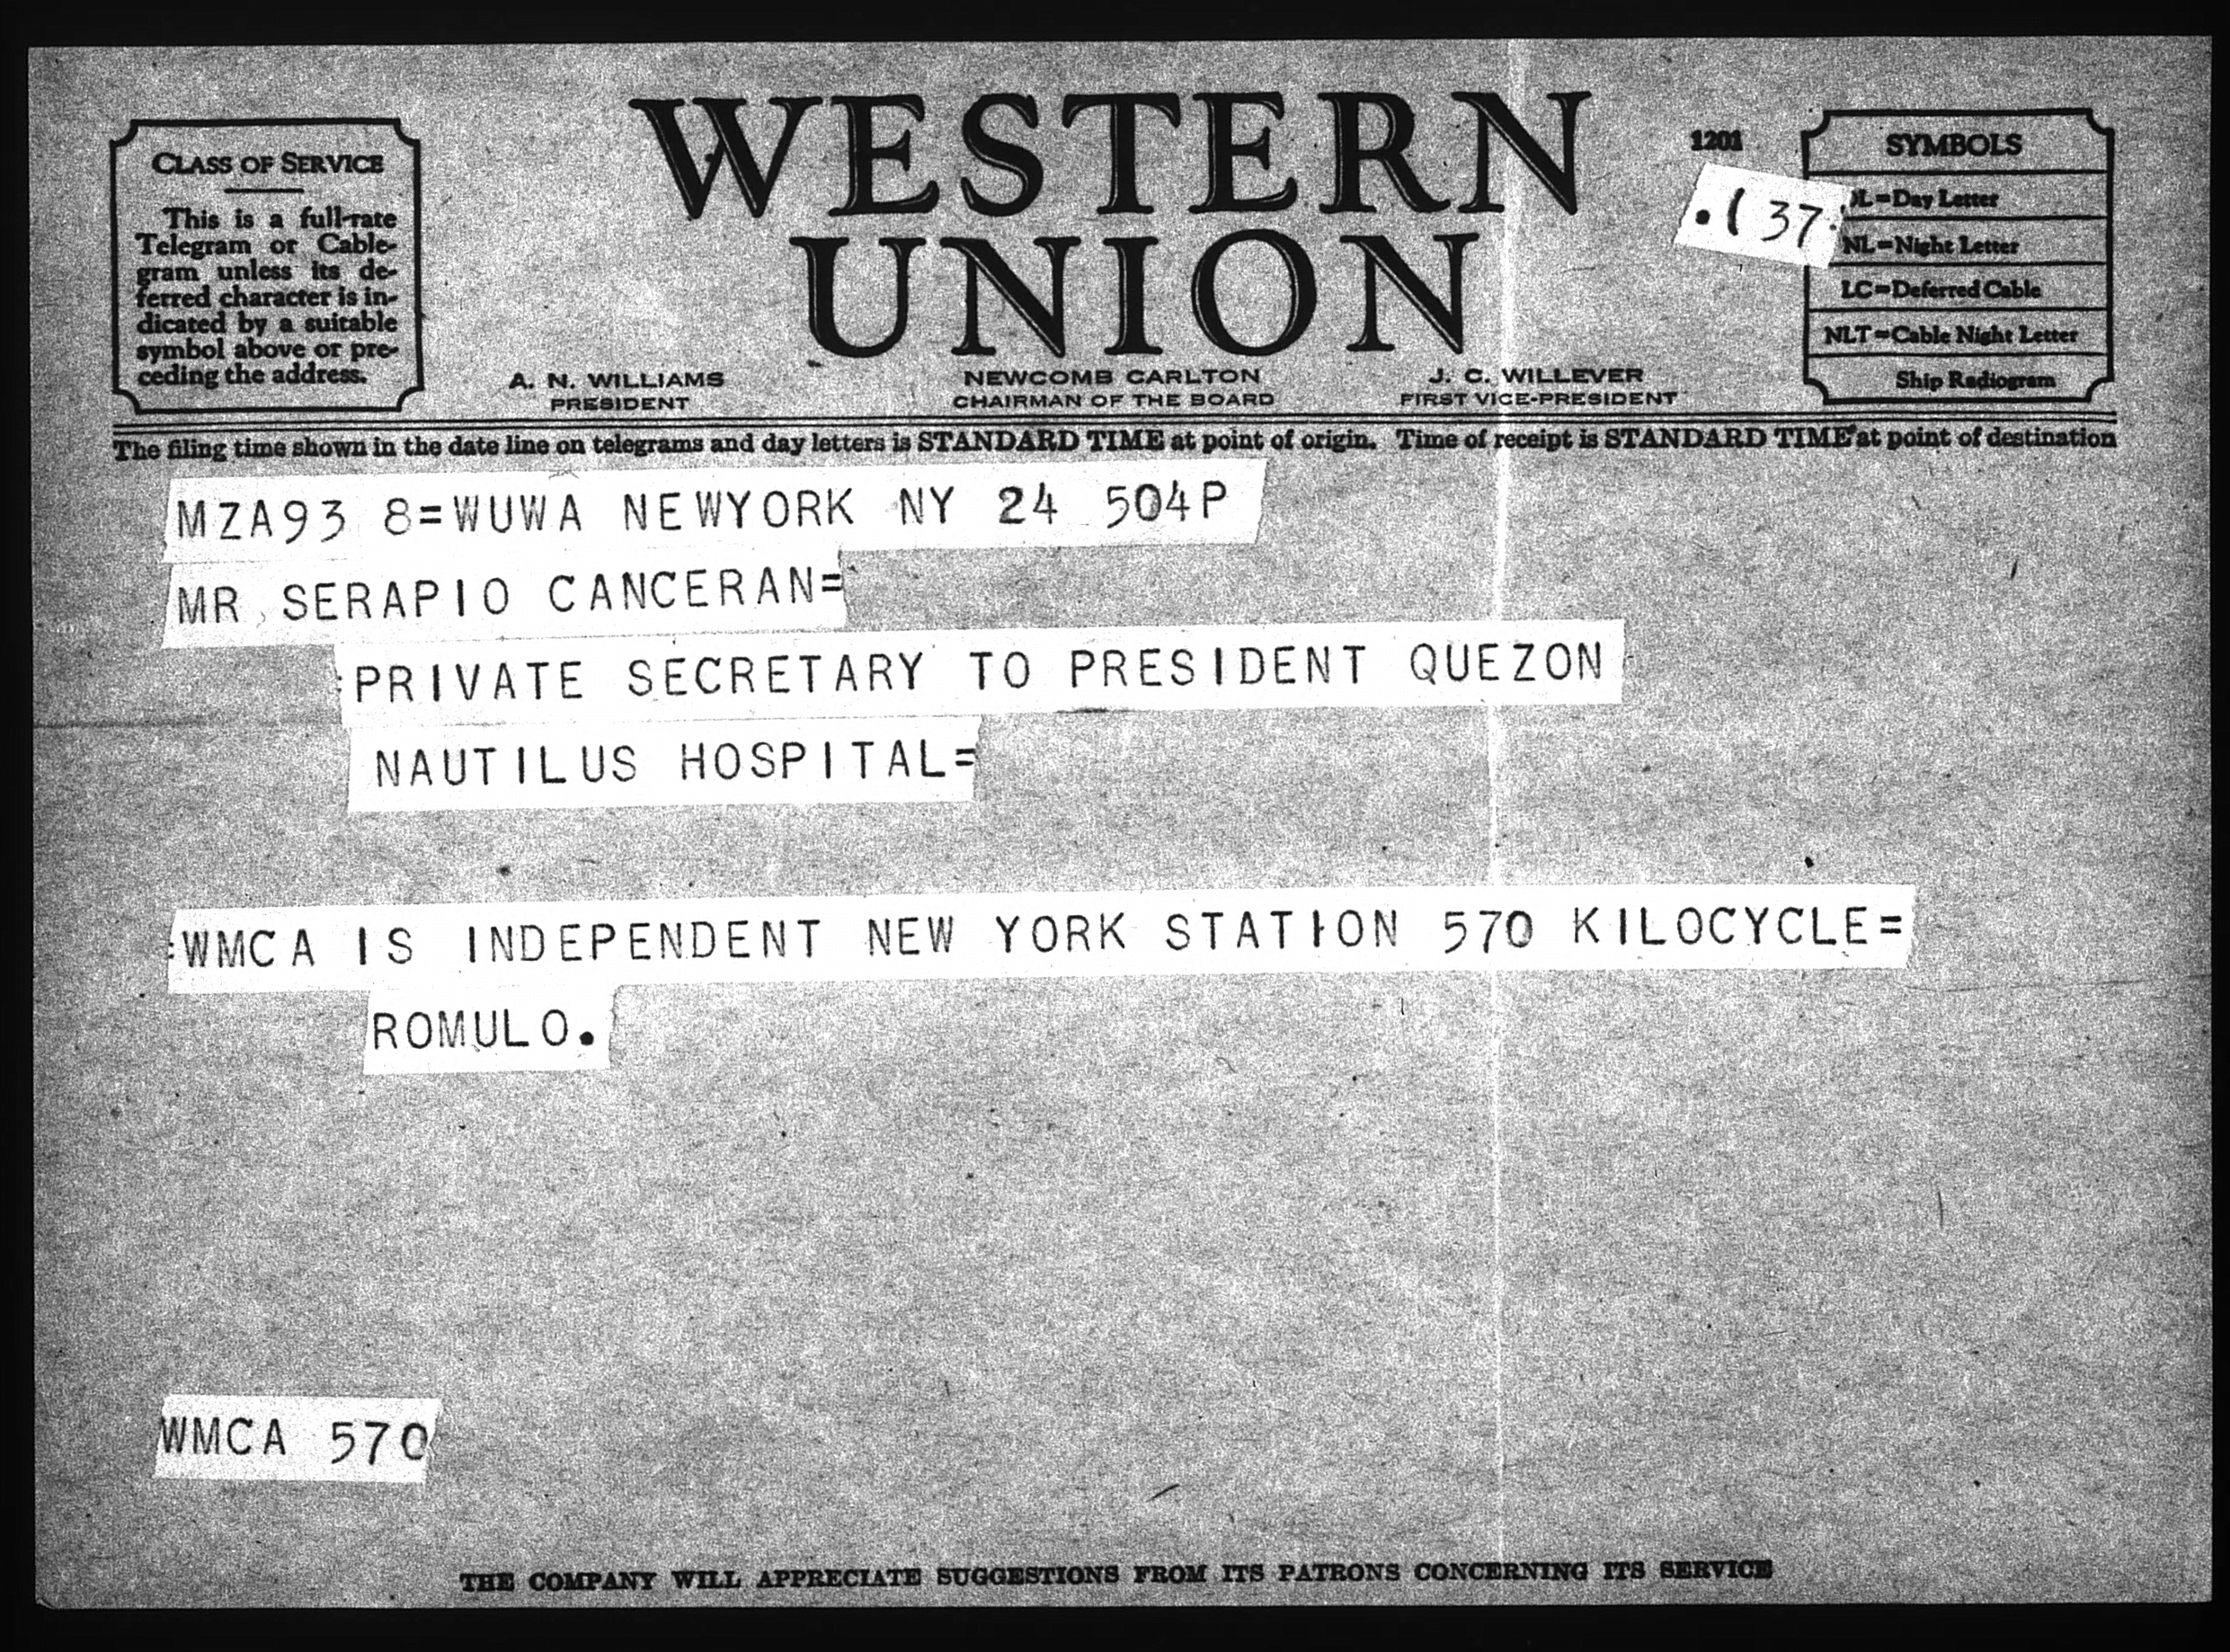 WESTERN
UNION
1201
.(37.
CLASS OF SERVICE
This is a full-rate
Telegram or Cable-
gram unless its de-
ferred character is in-
dicated by a suitable
symbol above or pre-
ceding the address.
SYMBOLS
DL=Day Letter
NL=Night Letter
LC=Deferred Cable
NLT=Cable Night Letter
Ship Radiogram
A. N. WILLIAMS
PRESIDENT
NEWCOMB CARLTON
CHAIRMAN OF THE BOARD
J. C. WILLEVER
FIRST VICE-PRESIDENT
The filing time shown in the date line on telegrams and day letters is STANDARD TIME at point of origin. Time of receipt is STANDARD TIME at point of destination
MZA93 8=WUWA NEWYORK NY 24 504P
MR SERAPIO CANCERAN=
:PRIVATE SECRETARY TO PRESIDENT QUEZON
NAUTILUS HOSPITAL=
:WMCA IS INDEPENDENT NEW YORK STATION 570 KILOCYCLE=
ROMULO.
WMCA 570
THE COMPANY WILL APPRECIATE SUGGESTIONS FROM ITS PATRONS CONCERNING ITS SERVICE